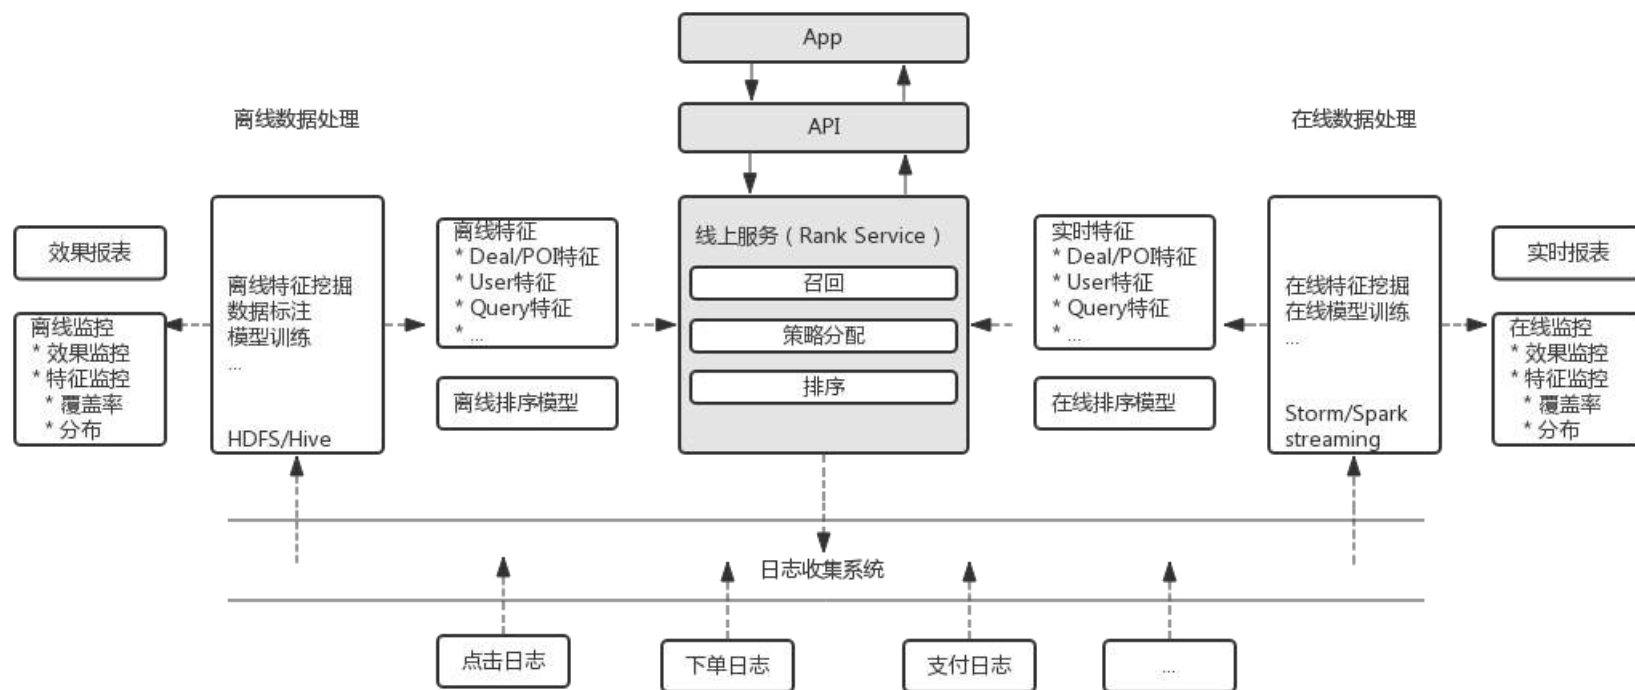 App
API
离线数据处理
在线数据处理
效果报表
离线监控
* 效果监控
* 特征监控
* 覆盖率
* 分布
离线特征挖掘
数据标注
模型训练
...
HDFS/Hive
离线特征
* Deal/POI特征
* User特征
* Query特征
* ...
离线排序模型
线上服务（Rank Service）
召回
策略分配
排序
实时特征
* Deal/POI特征
* User特征
* Query特征
* ...
在线排序模型
在线特征挖掘
在线模型训练
...
Storm/Spark
streaming
实时报表
在线监控
* 效果监控
* 特征监控
* 覆盖率
* 分布
日志收集系统
点击日志
下单日志
支付日志
...